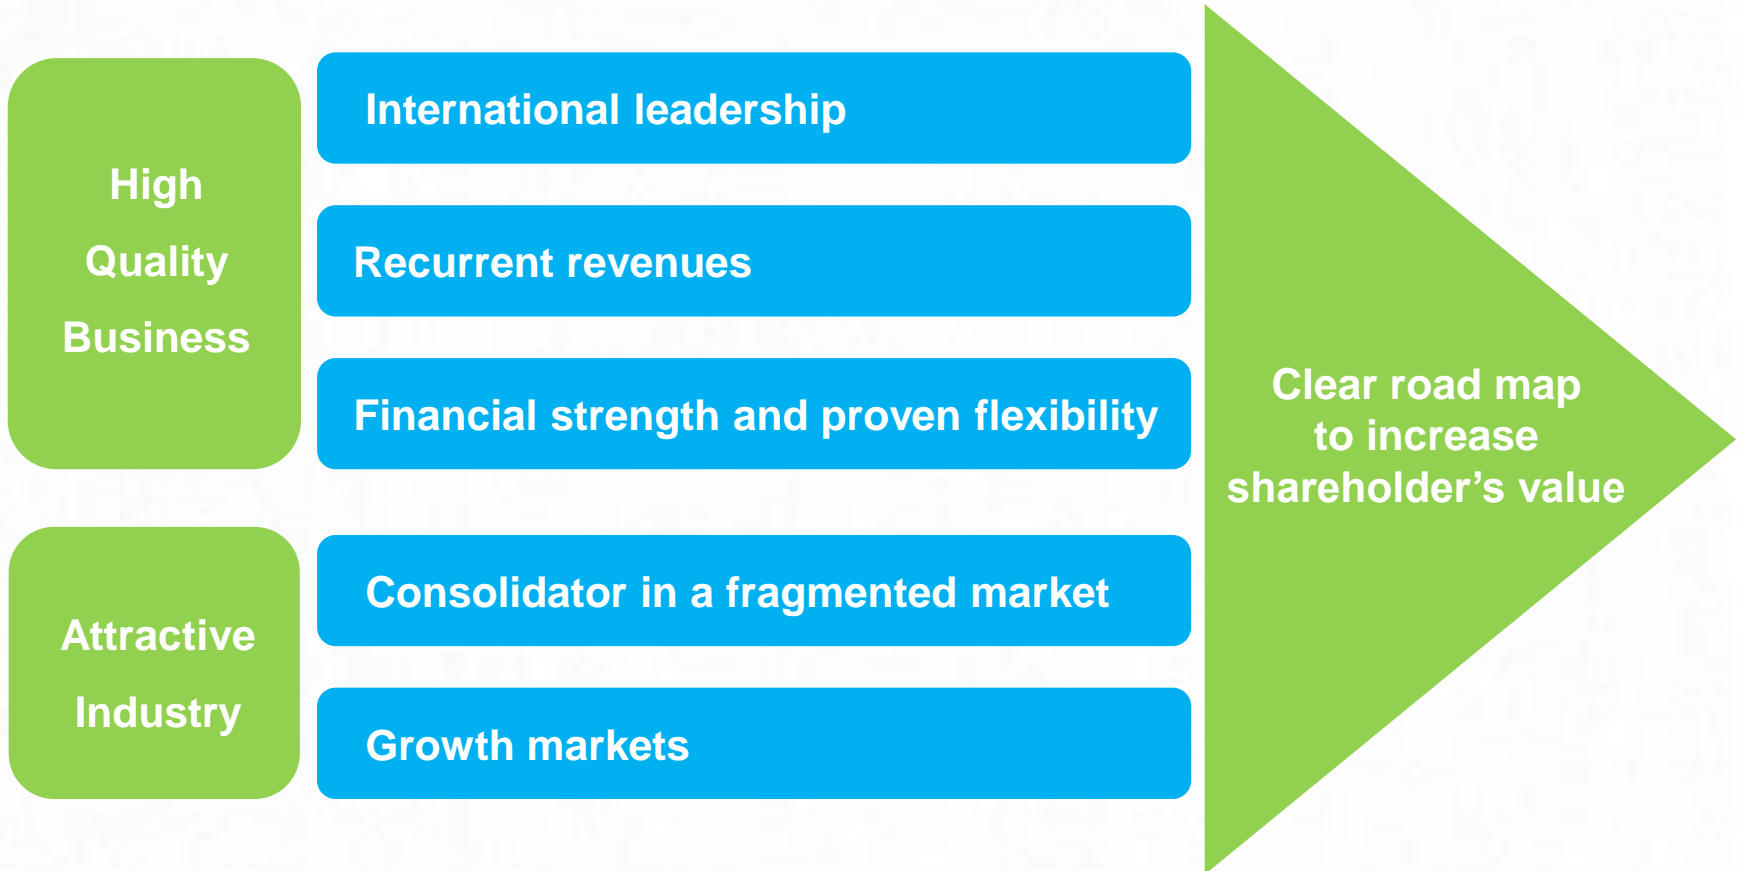 High
Quality
Business
International leadership
Recurrent revenues
Financial strength and proven flexibility
Attractive
Industry
Consolidator in a fragmented market
Growth markets
Clear road map
to increase
shareholder’s value